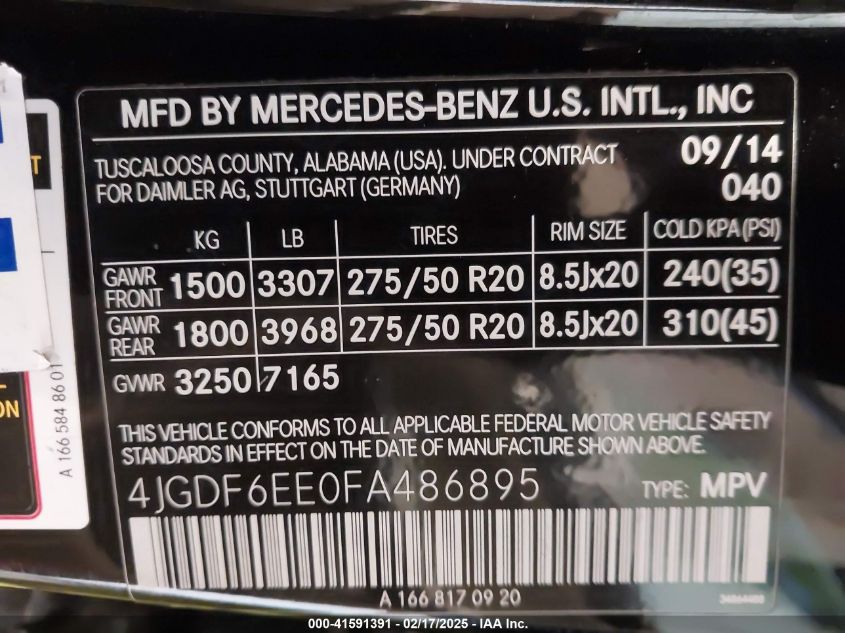 MFD BY MERCEDES-BENZ U.S. INTL., INC
TUSCALOOSA COUNTY, ALABAMA (USA). UNDER CONTRACT 09/14
FOR DAIMLER AG, STUTTGART (GERMANY) 040
KG LB TIRES RIM SIZE COLD KPA (PSI)
GAWR FRONT 1500 3307 275/50 R20 8.5Jx20 240(35)
GAWR REAR 1800 3968 275/50 R20 8.5Jx20 310(45)
GVWR 3250 7165
THIS VEHICLE CONFORMS TO ALL APPLICABLE FEDERAL MOTOR VEHICLE SAFETY
STANDARDS IN EFFECT ON THE DATE OF MANUFACTURE SHOWN ABOVE.
4JGDF6EE0FA486895 TYPE: MPV
A 166 817 09 20
A 166 584 86 01
T
ON
000-41591391 – 02/17/2025 – IAA Inc.